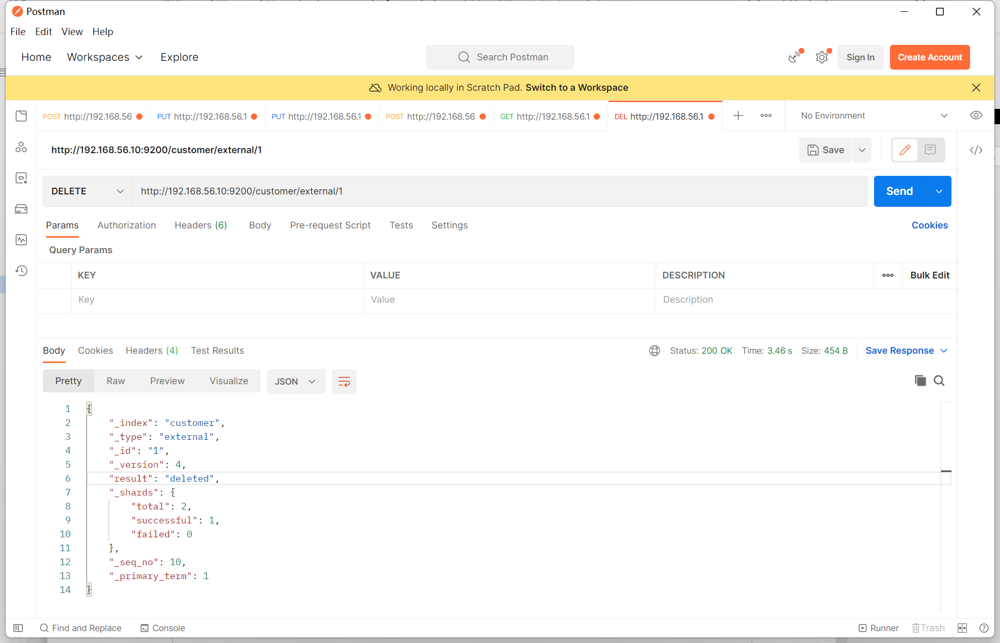 Postman
File Edit View Help
Home Workspaces Explore Search Postman Sign In Create Account
Working locally in Scratch Pad. Switch to a Workspace
POST http://192.168.56 PUT http://192.168.56.1 PUT http://192.168.56.1 POST http://192.168.56 GET http://192.168.56.1 DEL http://192.168.56.1 No Environment
http://192.168.56.10:9200/customer/external/1 Save
DELETE http://192.168.56.10:9200/customer/external/1 Send
Params Authorization Headers (6) Body Pre-request Script Tests Settings Cookies
Query Params
KEY VALUE DESCRIPTION Bulk Edit
Key Value Description
Body Cookies Headers (4) Test Results Status: 200 OK Time: 3.46 s Size: 454 B Save Response
Pretty Raw Preview Visualize JSON
1 {
2 "_index": "customer",
3 "_type": "external",
4 "_id": "1",
5 "_version": 4,
6 "result": "deleted",
7 "_shards": {
8 "total": 2,
9 "successful": 1,
10 "failed": 0
11 },
12 "_seq_no": 10,
13 "_primary_term": 1
14 }
Find and Replace Console Runner Trash